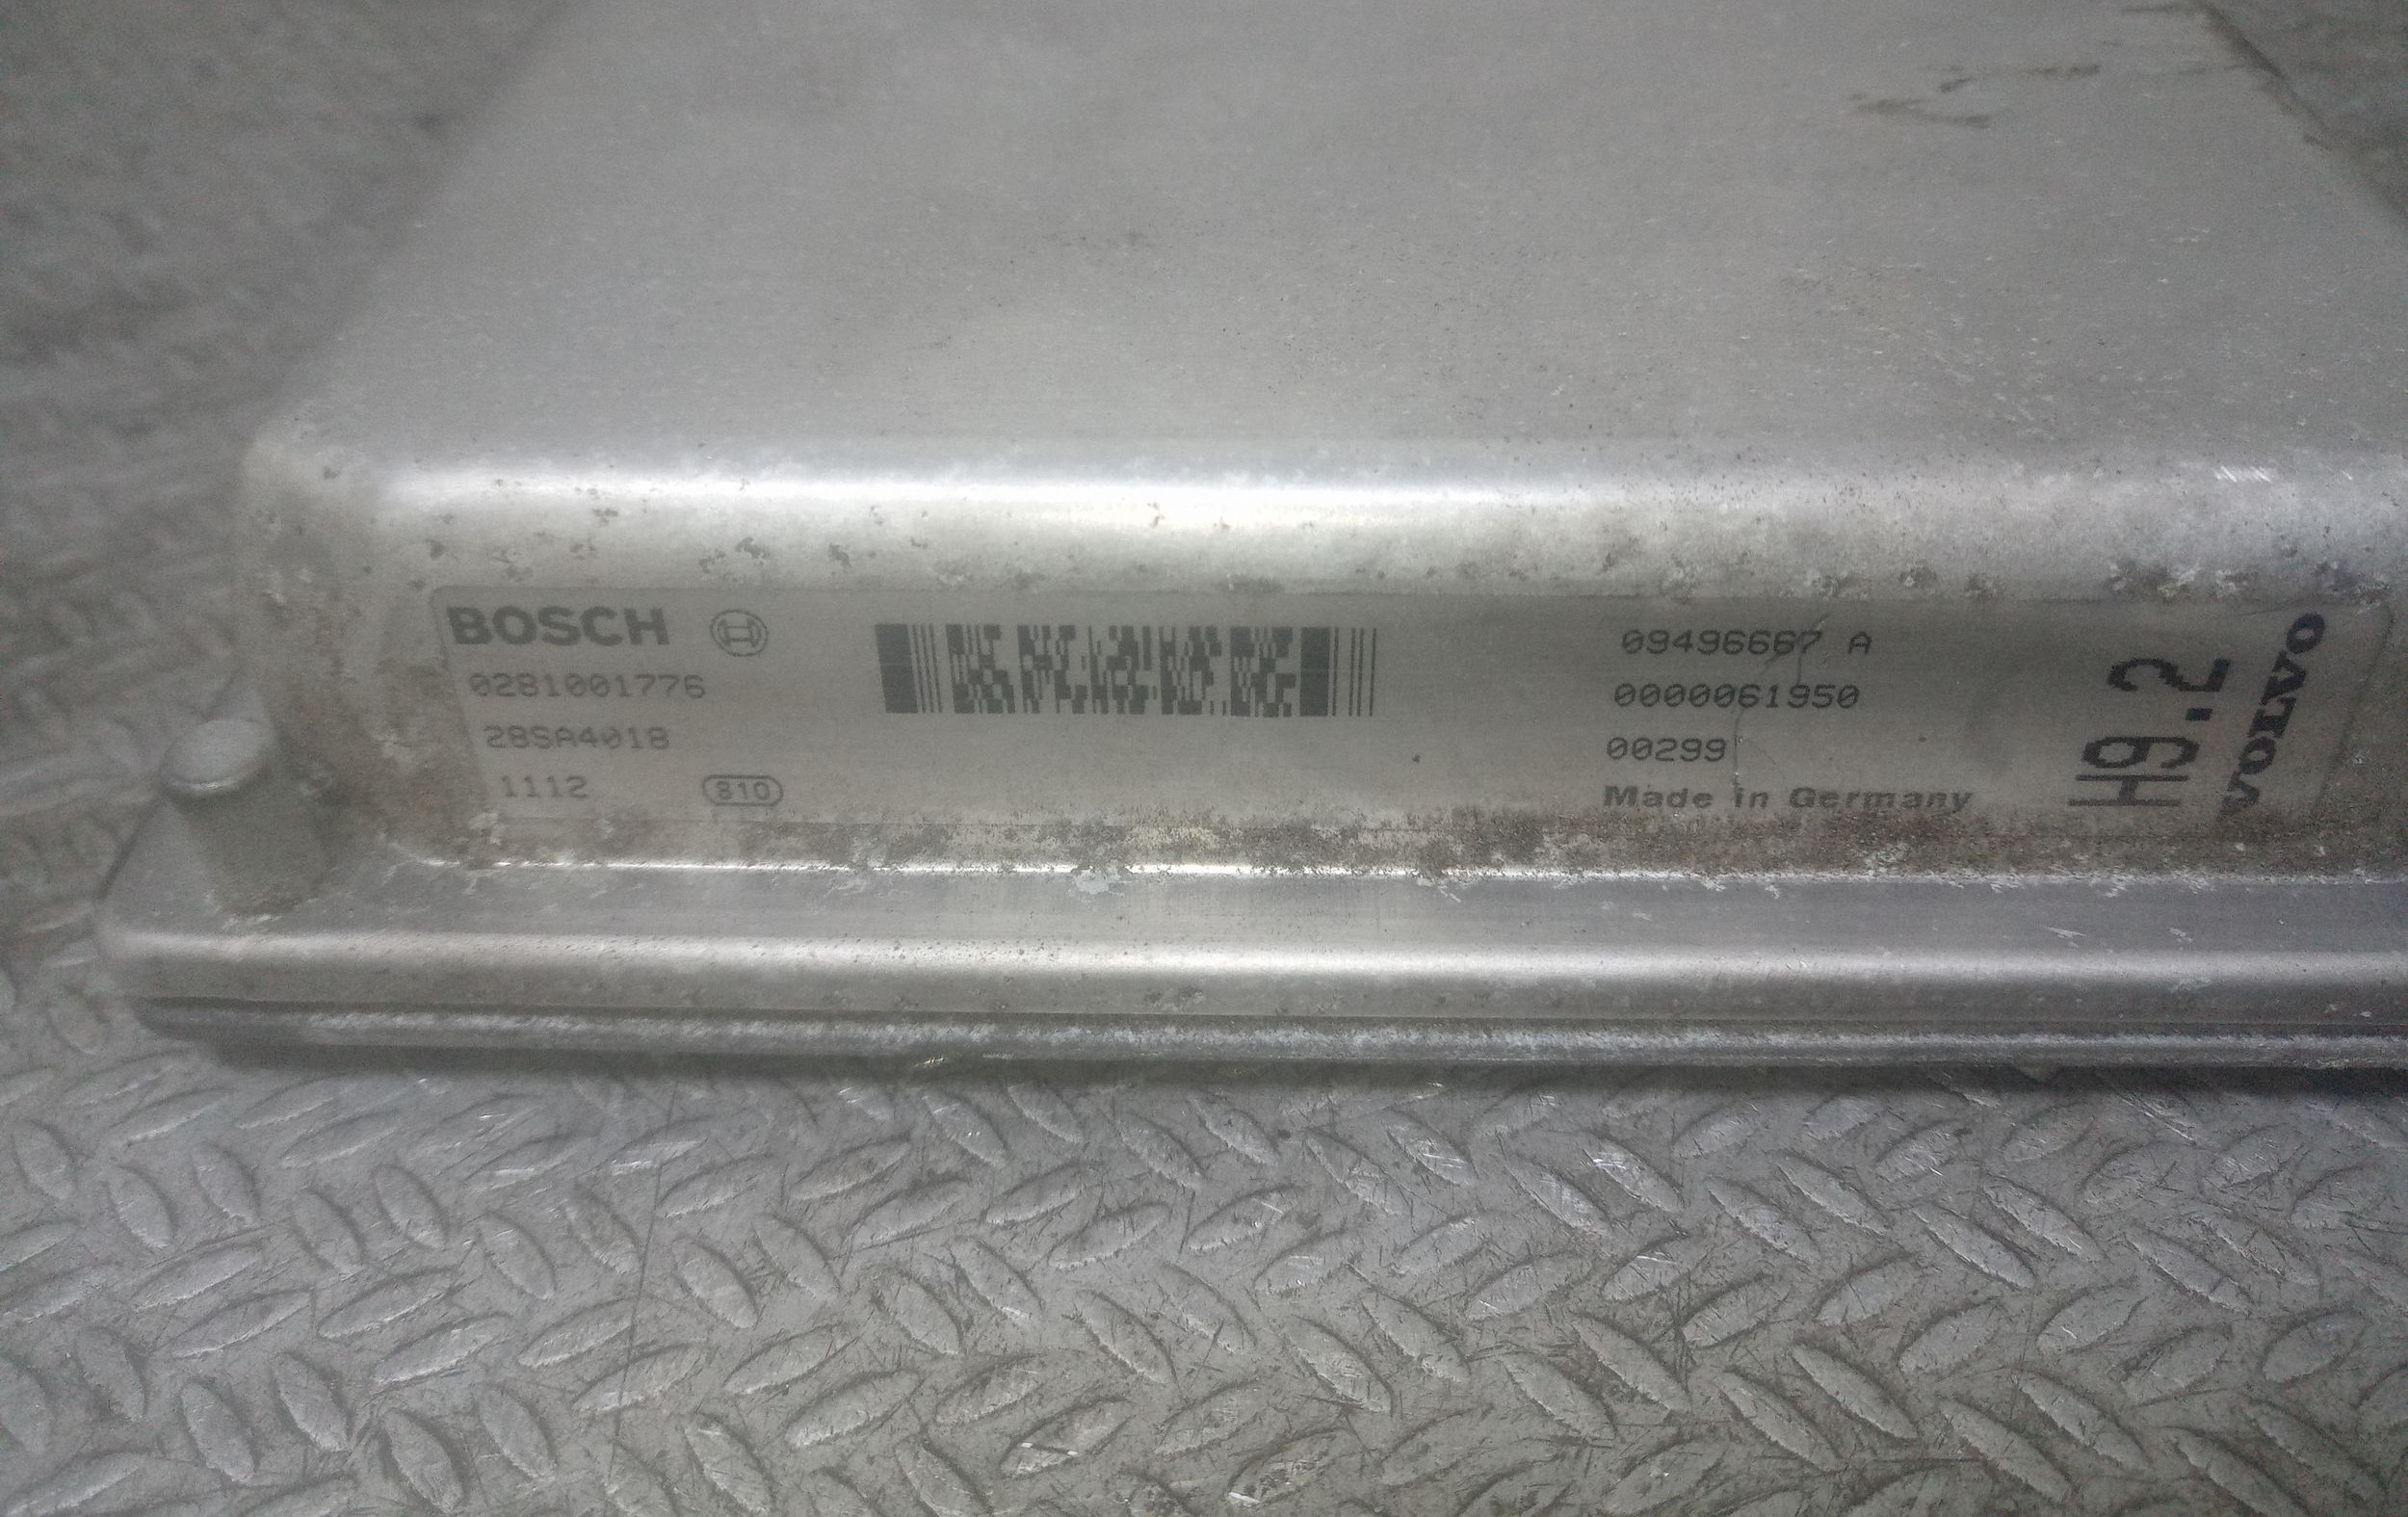 BOSCH
0281001776
28SA4018
1112
810
09496667 A
0000061950
00299
Made in Germany
H9.2
VOLVO